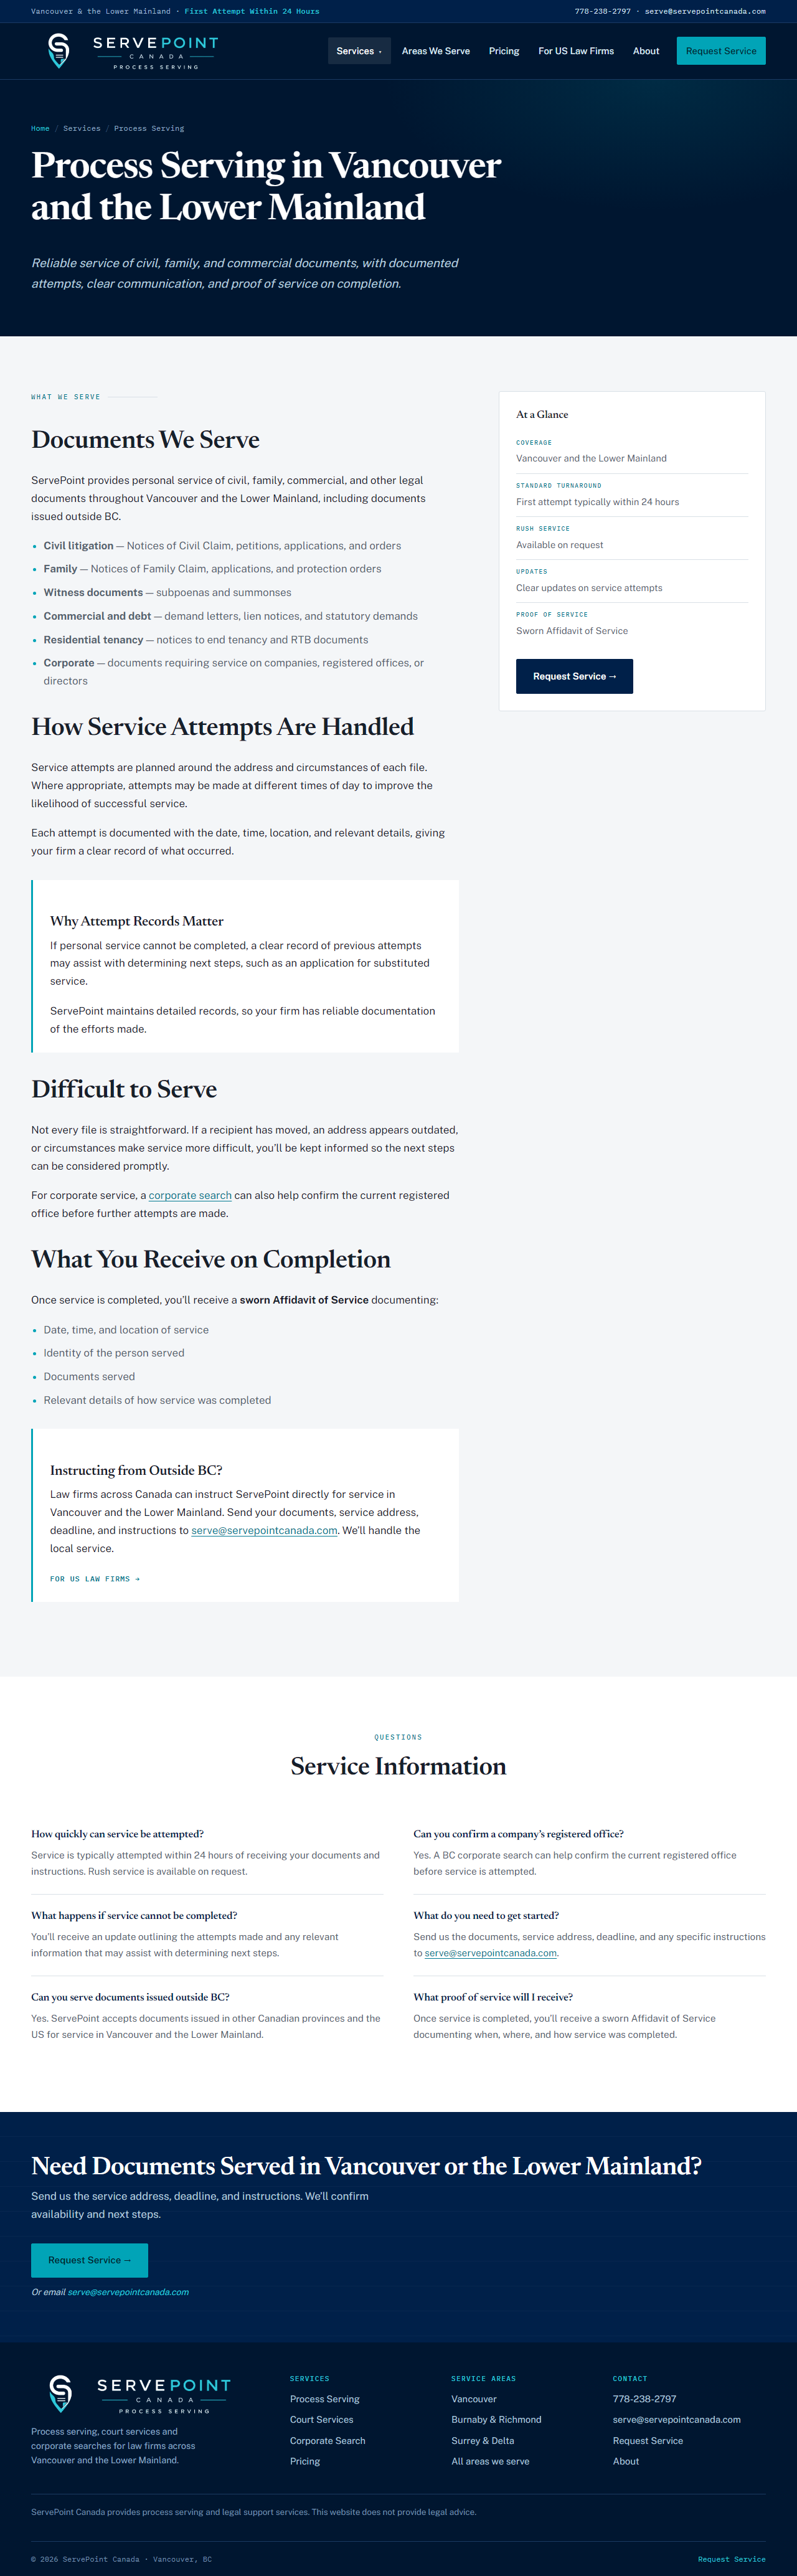 Vancouver & the Lower Mainland · First Attempt Within 24 Hours
778-238-2797 · serve@servepointcanada.com
SERVEPOINT
CANADA
PROCESS SERVING
Services ▾
Areas We Serve
Pricing
For US Law Firms
About
Request Service
Home / Services / Process Serving
Process Serving in Vancouver
and the Lower Mainland
Reliable service of civil, family, and commercial documents, with documented
attempts, clear communication, and proof of service on completion.
WHAT WE SERVE
Documents We Serve
ServePoint provides personal service of civil, family, commercial, and other legal
documents throughout Vancouver and the Lower Mainland, including documents
issued outside BC.
• Civil litigation — Notices of Civil Claim, petitions, applications, and orders
• Family — Notices of Family Claim, applications, and protection orders
• Witness documents — subpoenas and summonses
• Commercial and debt — demand letters, lien notices, and statutory demands
• Residential tenancy — notices to end tenancy and RTB documents
• Corporate — documents requiring service on companies, registered offices, or
directors
How Service Attempts Are Handled
Service attempts are planned around the address and circumstances of each file.
Where appropriate, attempts may be made at different times of day to improve the
likelihood of successful service.
Each attempt is documented with the date, time, location, and relevant details, giving
your firm a clear record of what occurred.
Why Attempt Records Matter
If personal service cannot be completed, a clear record of previous attempts
may assist with determining next steps, such as an application for substituted
service.
ServePoint maintains detailed records, so your firm has reliable documentation
of the efforts made.
Difficult to Serve
Not every file is straightforward. If a recipient has moved, an address appears outdated,
or circumstances make service more difficult, you'll be kept informed so the next steps
can be considered promptly.
For corporate service, a corporate search can also help confirm the current registered
office before further attempts are made.
What You Receive on Completion
Once service is completed, you'll receive a sworn Affidavit of Service documenting:
• Date, time, and location of service
• Identity of the person served
• Documents served
• Relevant details of how service was completed
Instructing from Outside BC?
Law firms across Canada can instruct ServePoint directly for service in
Vancouver and the Lower Mainland. Send your documents, service address,
deadline, and instructions to serve@servepointcanada.com. We'll handle the
local service.
FOR US LAW FIRMS →
At a Glance
COVERAGE
Vancouver and the Lower Mainland
STANDARD TURNAROUND
First attempt typically within 24 hours
RUSH SERVICE
Available on request
UPDATES
Clear updates on service attempts
PROOF OF SERVICE
Sworn Affidavit of Service
Request Service →
QUESTIONS
Service Information
How quickly can service be attempted?
Service is typically attempted within 24 hours of receiving your documents and
instructions. Rush service is available on request.
Can you confirm a company's registered office?
Yes. A BC corporate search can help confirm the current registered office
before service is attempted.
What happens if service cannot be completed?
You'll receive an update outlining the attempts made and any relevant
information that may assist with determining next steps.
What do you need to get started?
Send us the documents, service address, deadline, and any specific instructions
to serve@servepointcanada.com.
Can you serve documents issued outside BC?
Yes. ServePoint accepts documents issued in other Canadian provinces and the
US for service in Vancouver and the Lower Mainland.
What proof of service will I receive?
Once service is completed, you'll receive a sworn Affidavit of Service
documenting when, where, and how service was completed.
Need Documents Served in Vancouver or the Lower Mainland?
Send us the service address, deadline, and instructions. We'll confirm
availability and next steps.
Request Service →
Or email serve@servepointcanada.com
SERVEPOINT
CANADA
PROCESS SERVING
Process serving, court services and
corporate searches for law firms across
Vancouver and the Lower Mainland.
SERVICES
Process Serving
Court Services
Corporate Search
Pricing
SERVICE AREAS
Vancouver
Burnaby & Richmond
Surrey & Delta
All areas we serve
CONTACT
778-238-2797
serve@servepointcanada.com
Request Service
About
ServePoint Canada provides process serving and legal support services. This website does not provide legal advice.
© 2026 ServePoint Canada · Vancouver, BC
Request Service